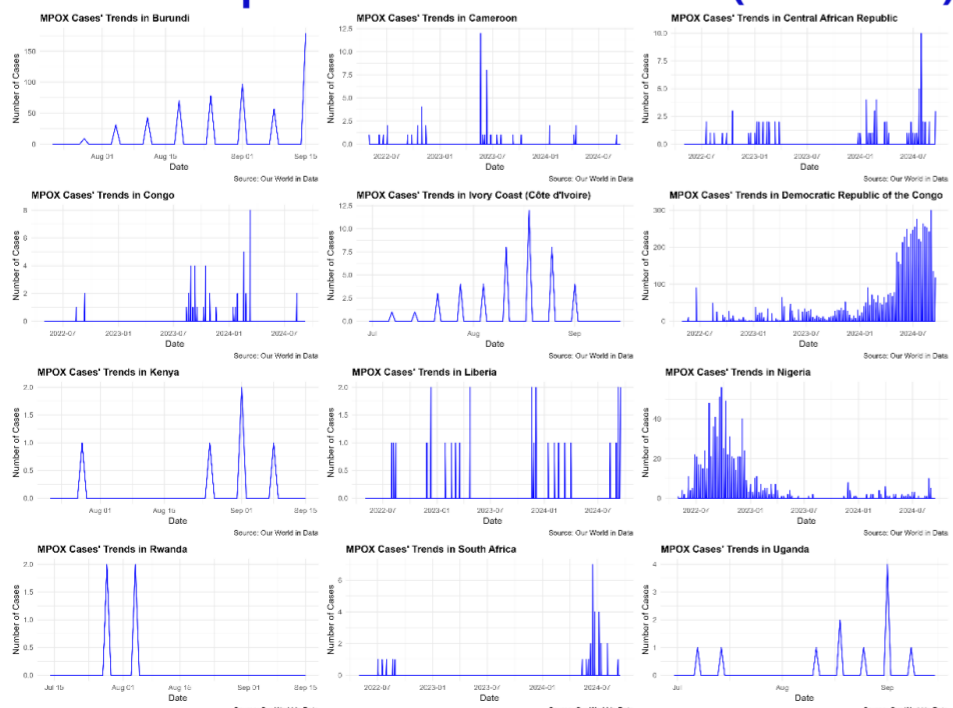 MPOX Cases' Trends in Burundi
Number of Cases
150
100
50
0
Aug 01
Aug 15
Sep 01
Sep 15
Date
Source: Our World in Data
MPOX Cases' Trends in Cameroon
Number of Cases
12.5
10.0
7.5
5.0
2.5
0.0
2022-07
2023-01
2023-07
2024-01
2024-07
Date
Source: Our World in Data
MPOX Cases' Trends in Central African Republic
Number of Cases
10.0
7.5
5.0
2.5
0.0
2022-07
2023-01
2023-07
2024-01
2024-07
Date
Source: Our World in Data
MPOX Cases' Trends in Congo
Number of Cases
8
6
4
2
0
2022-07
2023-01
2023-07
2024-01
2024-07
Date
Source: Our World in Data
MPOX Cases' Trends in Ivory Coast (Côte d'Ivoire)
Number of Cases
12.5
10.0
7.5
5.0
2.5
0.0
Jul
Aug
Sep
Date
Source: Our World in Data
MPOX Cases' Trends in Democratic Republic of the Congo
Number of Cases
300
200
100
0
2022-07
2023-01
2023-07
2024-01
2024-07
Date
Source: Our World in Data
MPOX Cases' Trends in Kenya
Number of Cases
2.0
1.5
1.0
0.5
0.0
Aug 01
Aug 15
Sep 01
Sep 15
Date
Source: Our World in Data
MPOX Cases' Trends in Liberia
Number of Cases
2.0
1.5
1.0
0.5
0.0
2022-07
2023-01
2023-07
2024-01
2024-07
Date
Source: Our World in Data
MPOX Cases' Trends in Nigeria
Number of Cases
40
20
0
2022-07
2023-01
2023-07
2024-01
2024-07
Date
Source: Our World in Data
MPOX Cases' Trends in Rwanda
Number of Cases
2.0
1.5
1.0
0.5
0.0
Jul 15
Aug 01
Aug 15
Sep 01
Sep 15
Date
MPOX Cases' Trends in South Africa
Number of Cases
6
4
2
0
2022-07
2023-01
2023-07
2024-01
2024-07
Date
MPOX Cases' Trends in Uganda
Number of Cases
4
3
2
1
0
Jul
Aug
Sep
Date